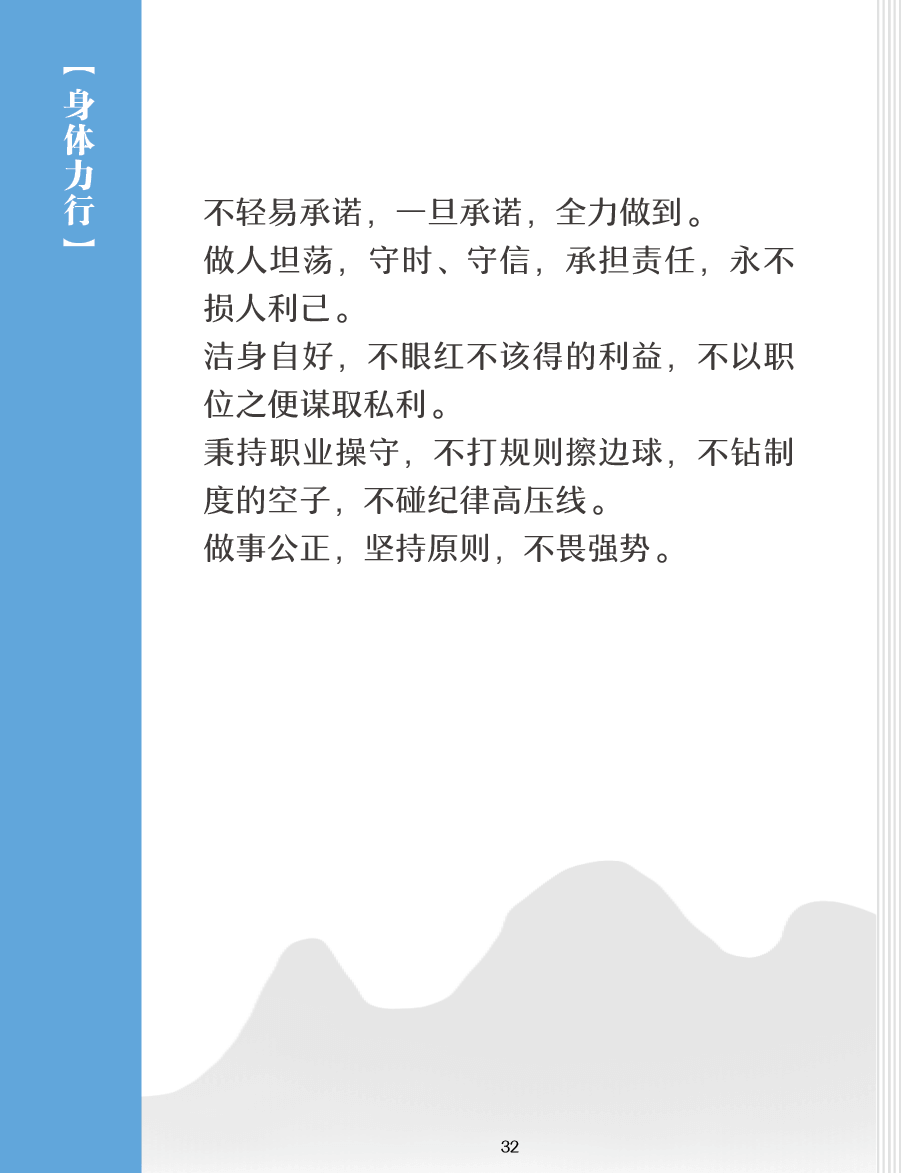 【身体力行】
不轻易承诺，一旦承诺，全力做到。
做人坦荡，守时、守信，承担责任，永不
损人利己。
洁身自好，不眼红不该得的利益，不以职
位之便谋取私利。
秉持职业操守，不打规则擦边球，不钻制
度的空子，不碰纪律高压线。
做事公正，坚持原则，不畏强势。
32